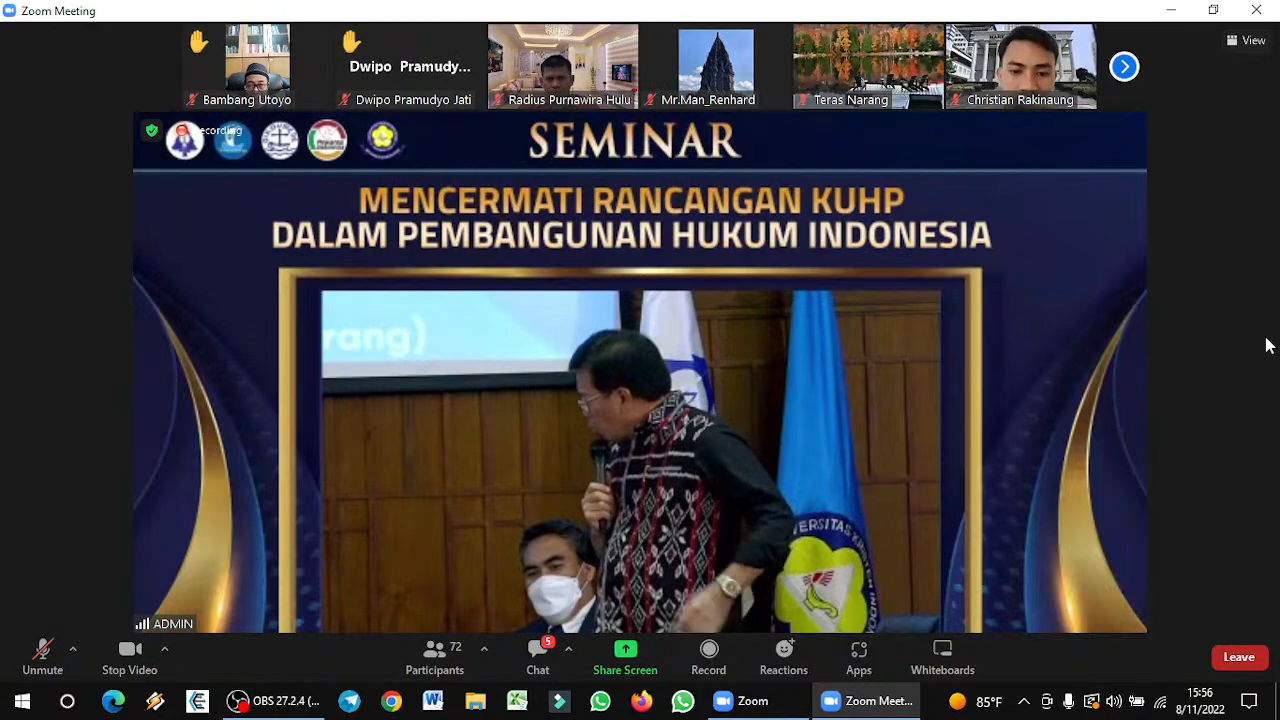 Zoom Meeting
View
Dwipo Pramudy...
Bambang Utoyo
Dwipo Pramudyo Jati
Radius Purnawira Hulu
Mr.Man_Renhard
Teras Narang
Christian Rakinaung
Recording
SEMINAR
MENCERMATI RANCANGAN KUHP
DALAM PEMBANGUNAN HUKUM INDONESIA
rang)
ADMIN
72
5
Unmute
Stop Video
Participants
Chat
Share Screen
Record
Reactions
Apps
Whiteboards
Leave
OBS 27.2.4 (...
Zoom
Zoom Meet...
85°F
15:56
8/11/2022